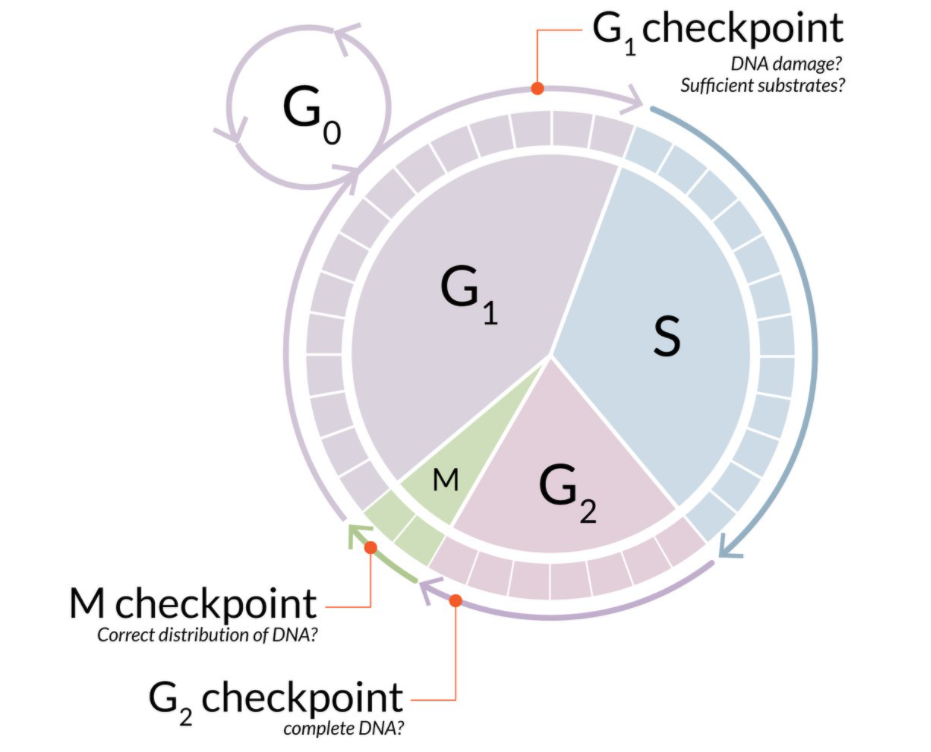 G₁ checkpoint
DNA damage?
Sufficient substrates?
G₀
G₁
S
M
G₂
M checkpoint
Correct distribution of DNA?
G₂ checkpoint
complete DNA?